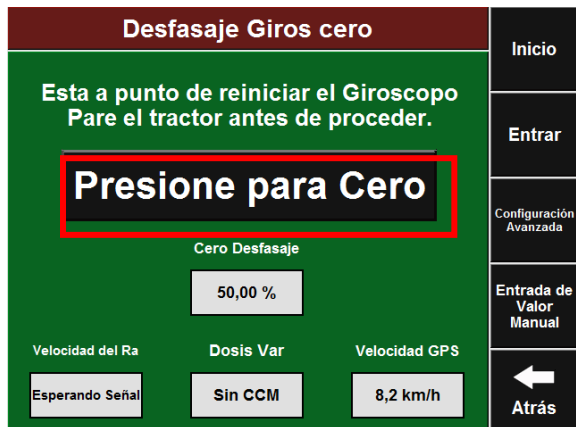 Desfasaje Giros cero
Esta a punto de reiniciar el Giroscopo
Pare el tractor antes de proceder.
Presione para Cero
Cero Desfasaje
50,00 %
Velocidad del Ra
Dosis Var
Velocidad GPS
Esperando Señal
Sin CCM
8,2 km/h
Inicio
Entrar
Configuración
Avanzada
Entrada de
Valor
Manual
Atrás